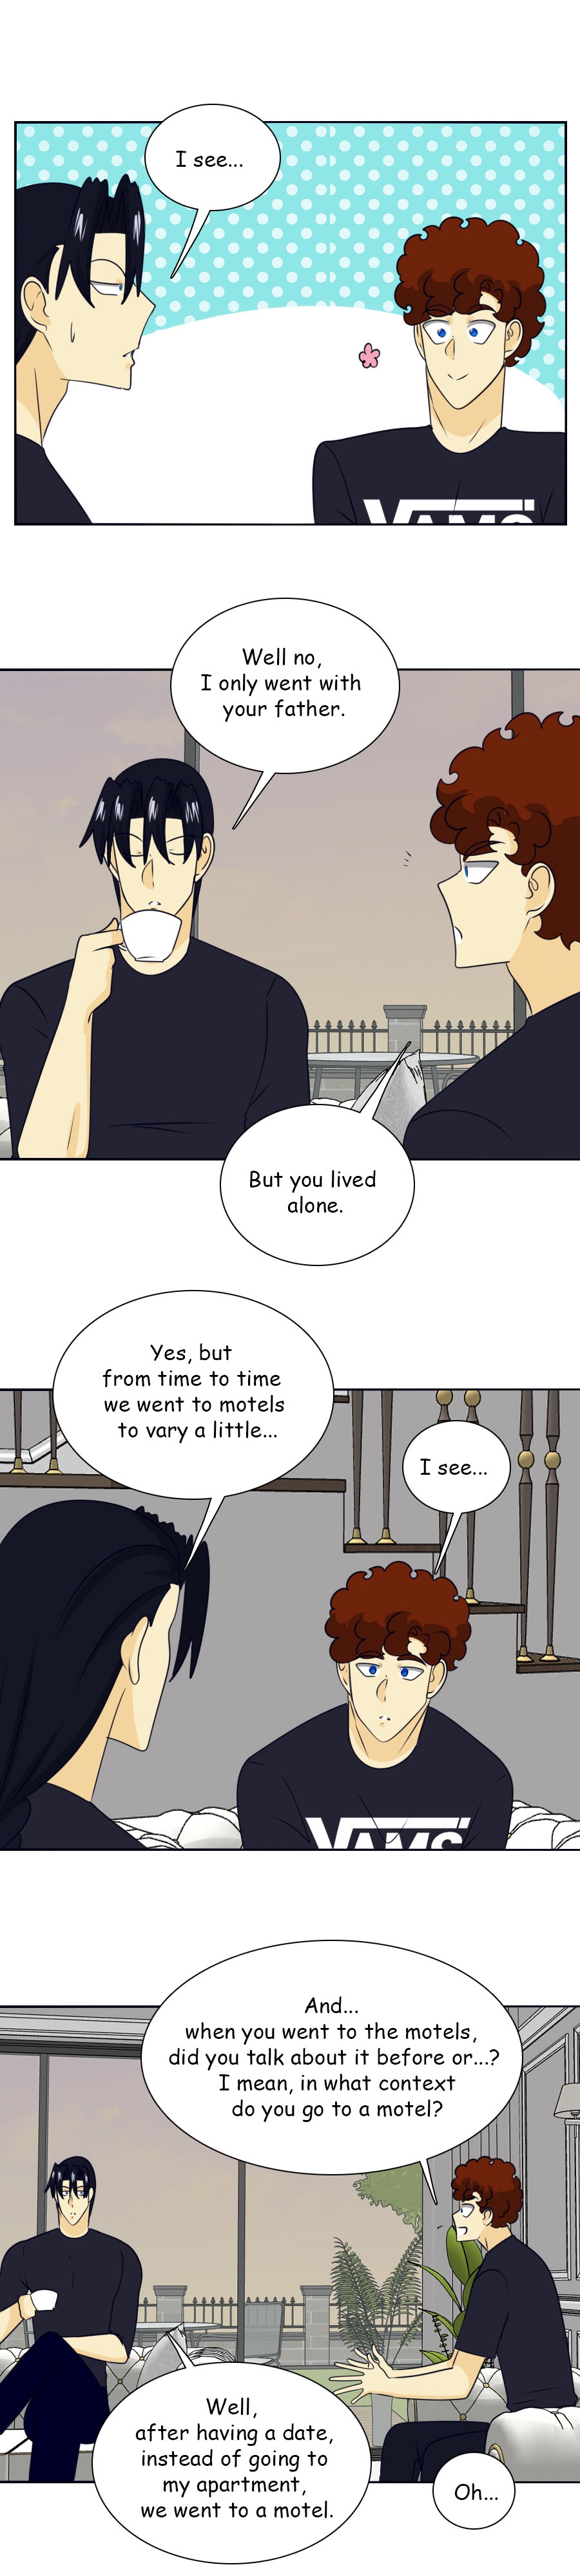 I see...
VAMS
Well no,
I only went with
your father.
But you lived
alone.
Yes, but
from time to time
we went to motels
to vary a little...
I see...
VAMS
And...
when you went to the motels,
did you talk about it before or...?
I mean, in what context
do you go to a motel?
Well,
after having a date,
instead of going to
my apartment,
we went to a motel.
Oh...